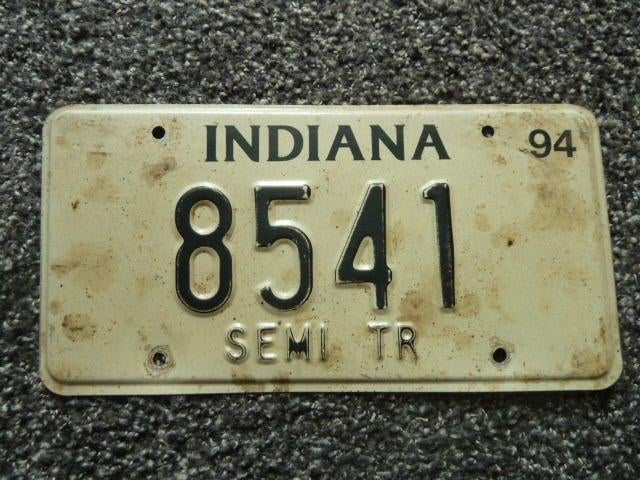 INDIANA 94
8541
SEMI TR